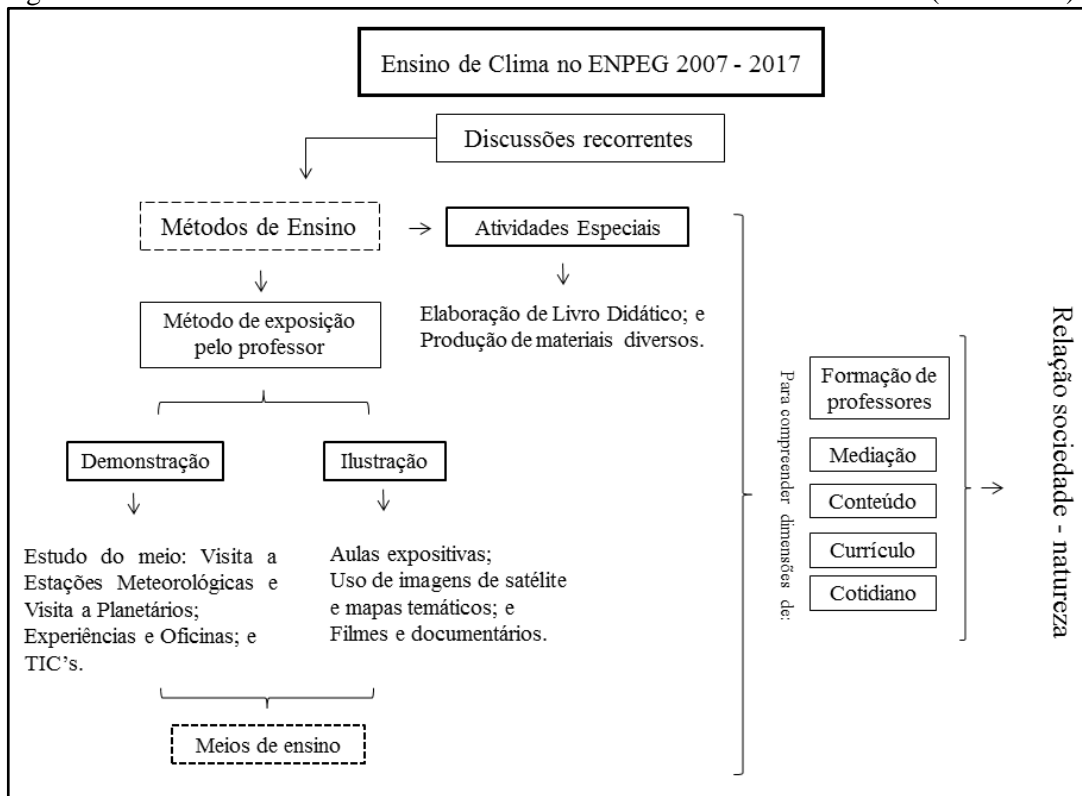 Ensino de Clima no ENPEG 2007 - 2017
Discussões recorrentes
Métodos de Ensino
Atividades Especiais
Método de exposição
pelo professor
Elaboração de Livro Didático; e
Produção de materiais diversos.
Demonstração
Ilustração
Estudo do meio: Visita a
Estações Meteorológicas e
Visita a Planetários;
Experiências e Oficinas; e
TIC's.
Aulas expositivas;
Uso de imagens de satélite
e mapas temáticos; e
Filmes e documentários.
Meios de ensino
Para compreender dimensões de:
Formação de
professores
Mediação
Conteúdo
Currículo
Cotidiano
Relação sociedade - natureza